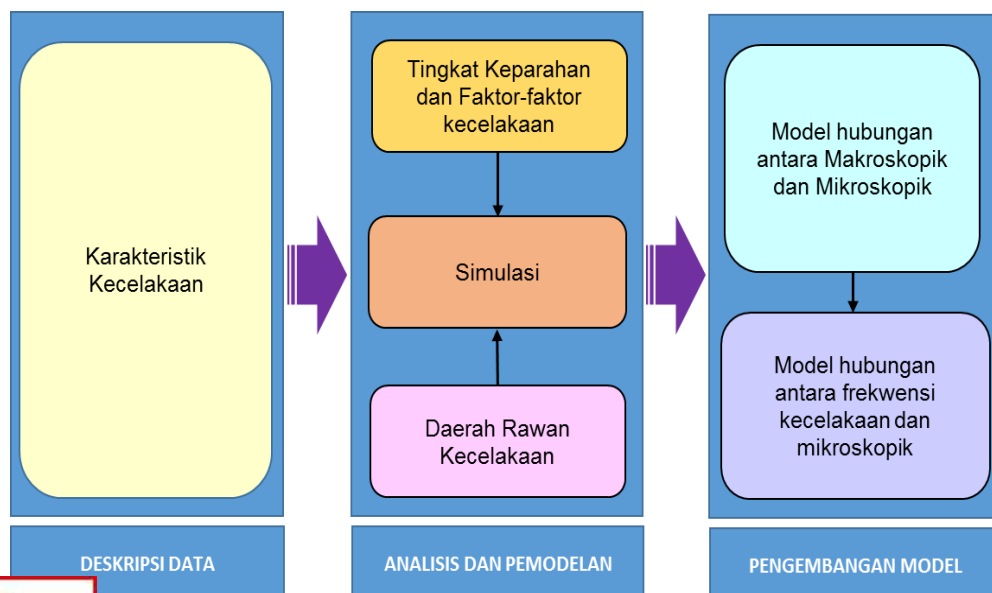 Karakteristik
Kecelakaan
DESKRIPSI DATA
Tingkat Keparahan
dan Faktor-faktor
kecelakaan
Simulasi
Daerah Rawan
Kecelakaan
ANALISIS DAN PEMODELAN
Model hubungan
antara Makroskopik
dan Mikroskopik
Model hubungan
antara frekwensi
kecelakaan dan
mikroskopik
PENGEMBANGAN MODEL